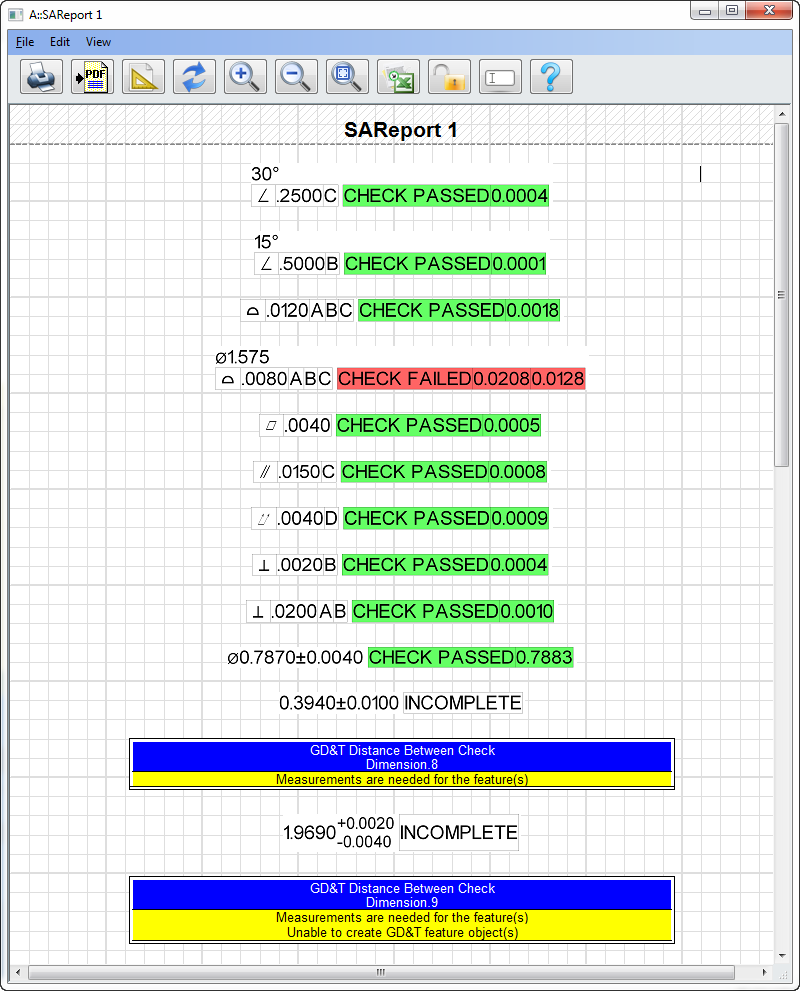 A::SAReport 1
File Edit View
PDF
SAReport 1
30°
∠ .2500 C CHECK PASSED 0.0004
15°
∠ .5000 B CHECK PASSED 0.0001
⌓ .0120 A B C CHECK PASSED 0.0018
⌀1.575
⌓ .0080 A B C CHECK FAILED 0.0208 0.0128
⏥ .0040 CHECK PASSED 0.0005
⫽ .0150 C CHECK PASSED 0.0008
.0040 D CHECK PASSED 0.0009
⊥ .0020 B CHECK PASSED 0.0004
⊥ .0200 A B CHECK PASSED 0.0010
⌀0.7870±0.0040 CHECK PASSED 0.7883
0.3940±0.0100 INCOMPLETE
GD&T Distance Between Check
Dimension.8
Measurements are needed for the feature(s)
1.9690 +0.0020 -0.0040 INCOMPLETE
GD&T Distance Between Check
Dimension.9
Measurements are needed for the feature(s)
Unable to create GD&T feature object(s)